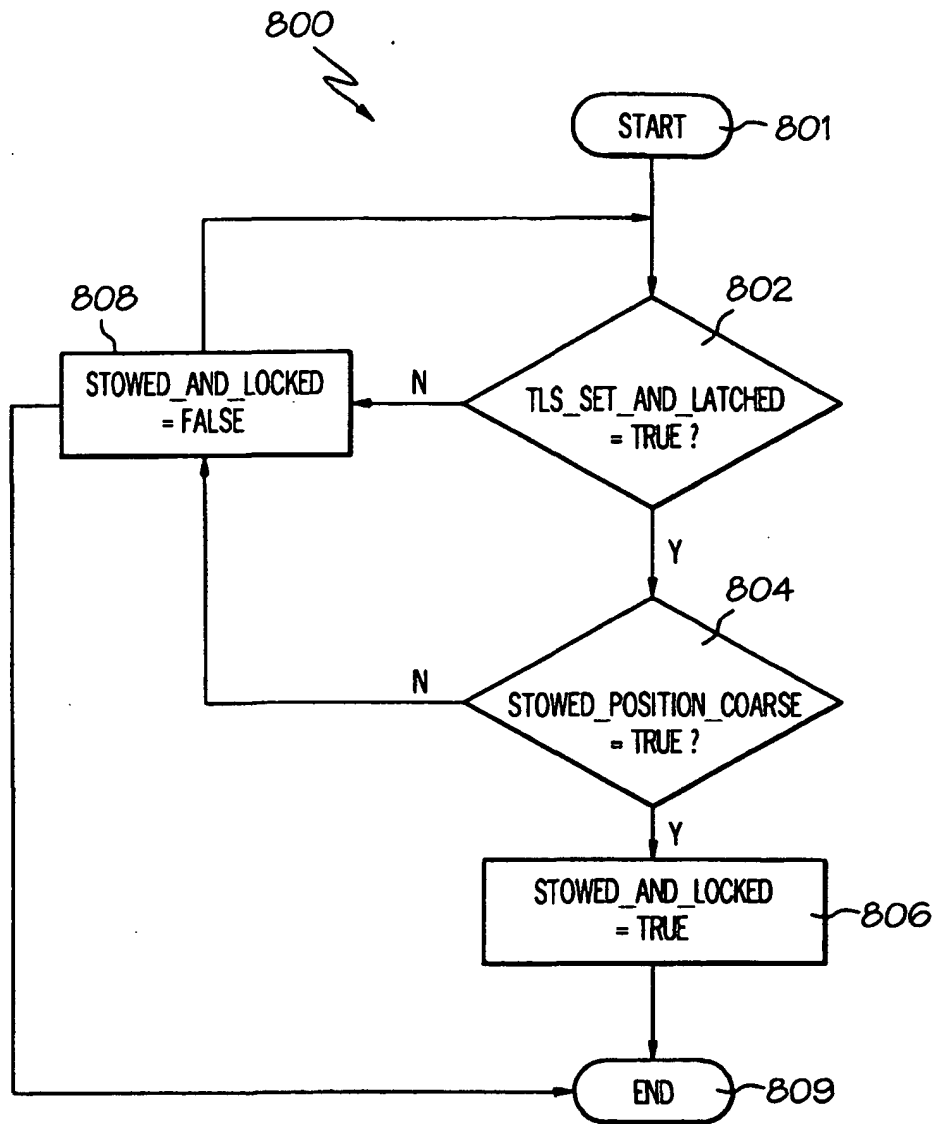 800
START
801
802
808
STOWED_AND_LOCKED
= FALSE
N
TLS_SET_AND_LATCHED
= TRUE ?
Y
804
N
STOWED_POSITION_COARSE
= TRUE ?
Y
STOWED_AND_LOCKED
= TRUE
806
END
809